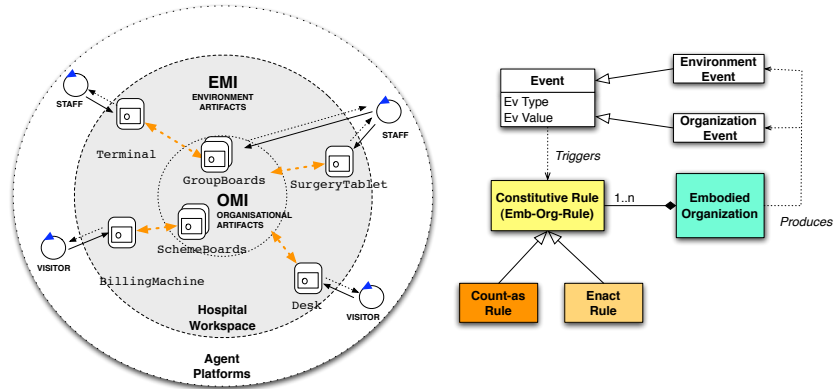 EMI
ENVIRONMENT
ARTIFACTS
STAFF
STAFF
Terminal
GroupBoards
SurgeryTablet
OMI
ORGANISATIONAL
ARTIFACTS
SchemeBoards
VISITOR
BillingMachine
Desk
VISITOR
Hospital
Workspace
Agent
Platforms
Event
Ev Type
Ev Value
Environment
Event
Organization
Event
Triggers
Constitutive Rule
(Emb-Org-Rule)
1..n
Embodied
Organization
Produces
Count-as
Rule
Enact
Rule